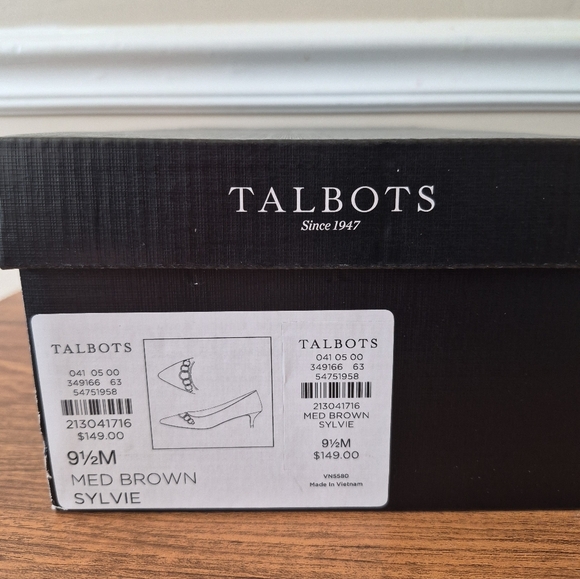 TALBOTS
Since 1947
TALBOTS
041 05 00
349166 63
54751958
213041716
$149.00
9½M
MED BROWN
SYLVIE
TALBOTS
041 05 00
349166 63
54751958
213041716
MED BROWN
SYLVIE
9½M
$149.00
VN5580
Made in Vietnam